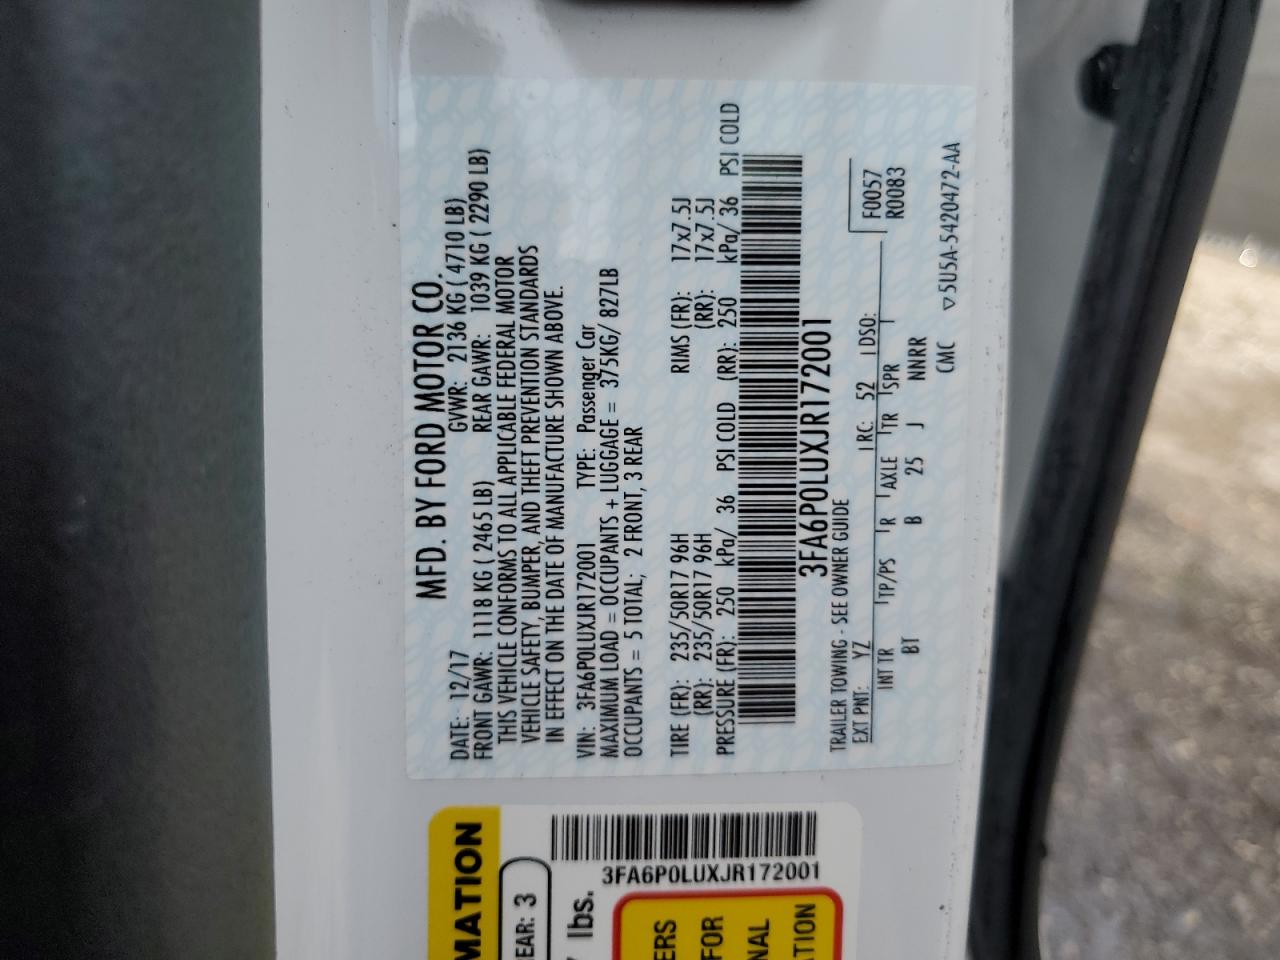 MFD. BY FORD MOTOR CO.
DATE: 12/17 GVWR: 2136 KG ( 4710 LB)
FRONT GAWR: 1118 KG ( 2465 LB) REAR GAWR: 1039 KG ( 2290 LB)
THIS VEHICLE CONFORMS TO ALL APPLICABLE FEDERAL MOTOR
VEHICLE SAFETY, BUMPER, AND THEFT PREVENTION STANDARDS
IN EFFECT ON THE DATE OF MANUFACTURE SHOWN ABOVE.
VIN: 3FA6P0LUXJR172001 TYPE: Passenger Car
MAXIMUM LOAD = OCCUPANTS + LUGGAGE = 375KG/ 827LB
OCCUPANTS = 5 TOTAL; 2 FRONT, 3 REAR
TIRE (FR): 235/50R17 96H RIMS (FR): 17x7.5J
(RR): 235/50R17 96H (RR): 17x7.5J
PRESSURE (FR): 250 kPa/ 36 PSI COLD (RR): 250 kPa/ 36 PSI COLD
3FA6P0LUXJR172001
TRAILER TOWING - SEE OWNER GUIDE
EXT PNT: YZ RC: 52 DSO: F0057
R0083
INT TR TP/PS R AXLE TR SPR
BT B 25 J NNRR
CMC ▽5U5A-5420472-AA
MATION
EAR: 3
3FA6P0LUXJR172001
lbs.
ERS
FOR
NAL
TION